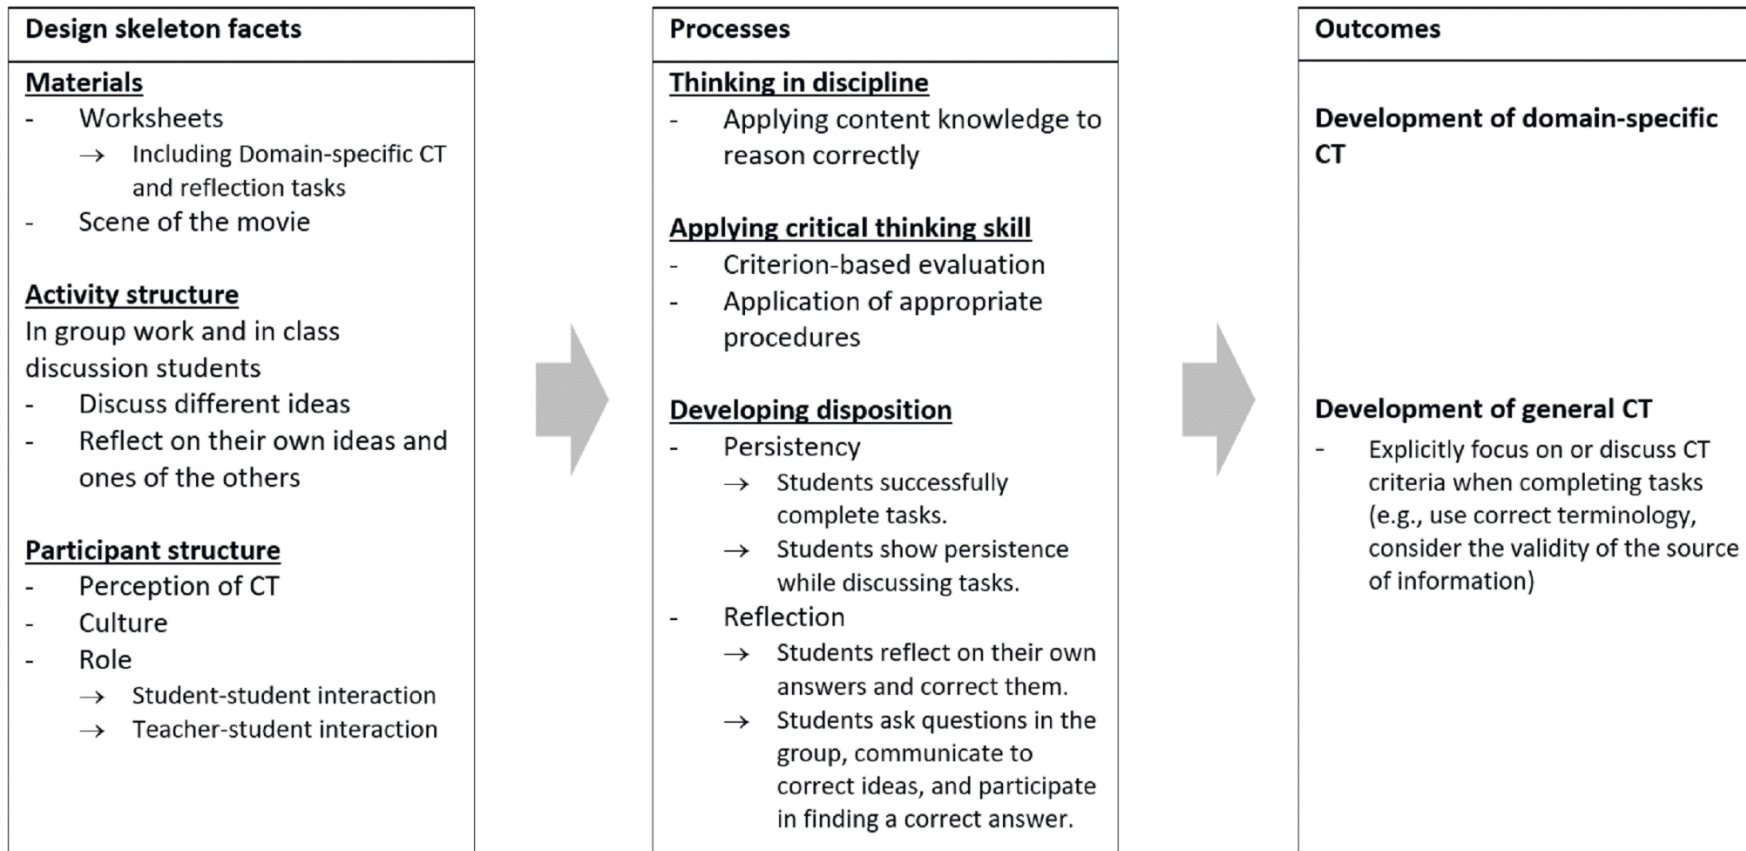 Design skeleton facets
Materials
- Worksheets
→ Including Domain-specific CT
and reflection tasks
- Scene of the movie
Activity structure
In group work and in class
discussion students
- Discuss different ideas
- Reflect on their own ideas and
ones of the others
Participant structure
- Perception of CT
- Culture
- Role
→ Student-student interaction
→ Teacher-student interaction
Processes
Thinking in discipline
- Applying content knowledge to
reason correctly
Applying critical thinking skill
- Criterion-based evaluation
- Application of appropriate
procedures
Developing disposition
- Persistency
→ Students successfully
complete tasks.
→ Students show persistence
while discussing tasks.
- Reflection
→ Students reflect on their own
answers and correct them.
→ Students ask questions in the
group, communicate to
correct ideas, and participate
in finding a correct answer.
Outcomes
Development of domain-specific
CT
Development of general CT
- Explicitly focus on or discuss CT
criteria when completing tasks
(e.g., use correct terminology,
consider the validity of the source
of information)